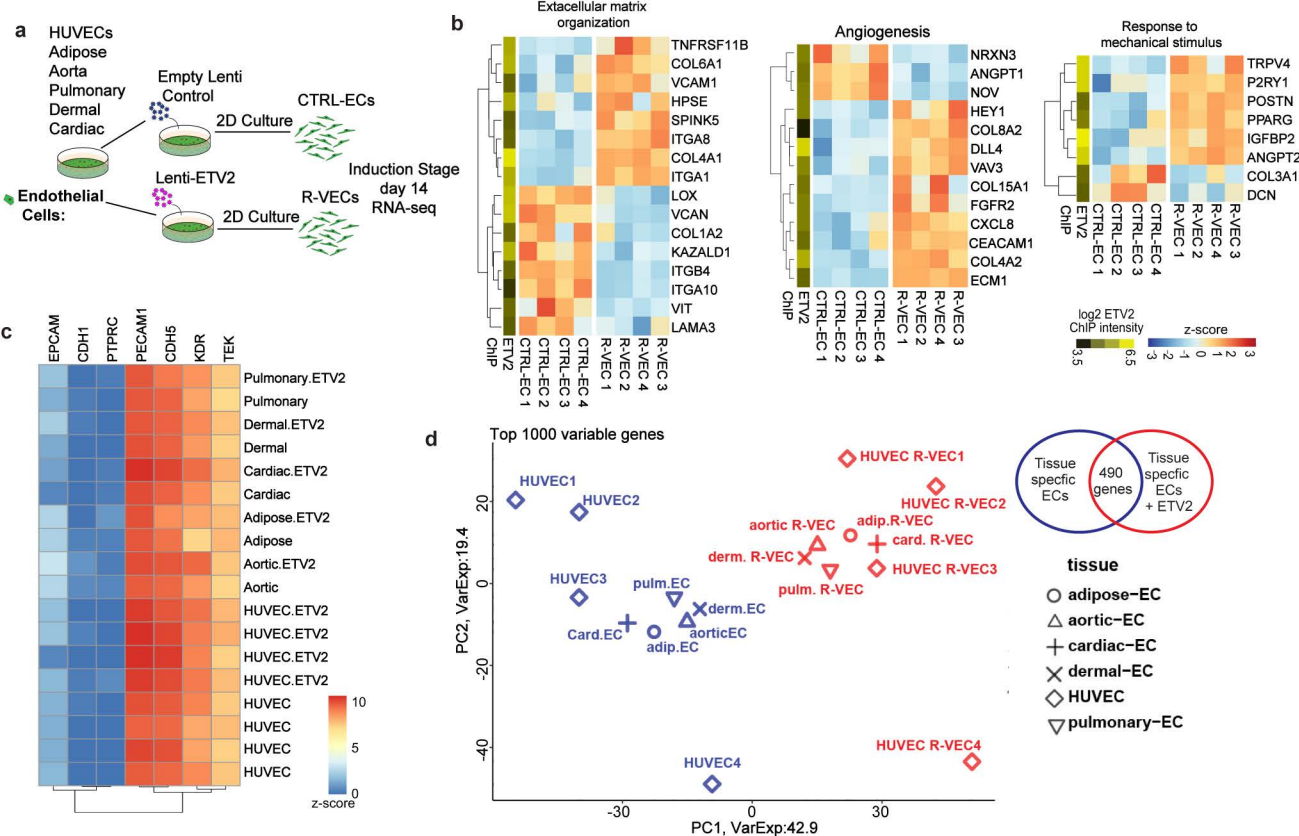 a
HUVECs
Adipose
Aorta
Pulmonary
Dermal
Cardiac
Empty Lenti
Control
2D Culture
CTRL-ECs
Lenti-ETV2
2D Culture
R-VECs
Endothelial
Cells:
Induction Stage
day 14
RNA-seq
b
Extacellular matrix
organization
TNFRSF11B
COL6A1
VCAM1
HPSE
SPINK5
ITGA8
COL4A1
ITGA1
LOX
VCAN
COL1A2
KAZALD1
ITGB4
ITGA10
VIT
LAMA3
ChIP
ETV2
CTRL-EC 1
CTRL-EC 2
CTRL-EC 3
CTRL-EC 4
R-VEC 1
R-VEC 2
R-VEC 4
R-VEC 3
Angiogenesis
NRXN3
ANGPT1
NOV
HEY1
COL8A2
DLL4
VAV3
COL15A1
FGFR2
CXCL8
CEACAM1
COL4A2
ECM1
ChIP
ETV2
CTRL-EC 1
CTRL-EC 2
CTRL-EC 3
CTRL-EC 4
R-VEC 1
R-VEC 2
R-VEC 4
R-VEC 3
Response to
mechanical stimulus
TRPV4
P2RY1
POSTN
PPARG
IGFBP2
ANGPT2
COL3A1
DCN
ChIP
ETV2
CTRL-EC 1
CTRL-EC 2
CTRL-EC 3
CTRL-EC 4
R-VEC 1
R-VEC 2
R-VEC 4
R-VEC 3
log2 ETV2
ChIP intensity
3.5
6.5
z-score
-3
-2
-1
0
1
2
3
c
EPCAM
CDH1
PTPRC
PECAM1
CDH5
KDR
TEK
Pulmonary.ETV2
Pulmonary
Dermal.ETV2
Dermal
Cardiac.ETV2
Cardiac
Adipose.ETV2
Adipose
Aortic.ETV2
Aortic
HUVEC.ETV2
HUVEC.ETV2
HUVEC.ETV2
HUVEC.ETV2
HUVEC
HUVEC
HUVEC
HUVEC
10
5
0
z-score
d
Top 1000 variable genes
PC2, VarExp:19.4
20
0
-20
-40
-30
0
30
PC1, VarExp:42.9
HUVEC1
HUVEC2
HUVEC3
pulm.EC
derm.EC
Card.EC
aorticEC
adip.EC
HUVEC4
HUVEC R-VEC1
HUVEC R-VEC2
aortic R-VEC
adip.R-VEC
card. R-VEC
derm. R-VEC
HUVEC R-VEC3
pulm. R-VEC
HUVEC R-VEC4
Tissue
specfic
ECs
490
genes
Tissue
specfic
ECs
+ ETV2
tissue
adipose-EC
aortic-EC
cardiac-EC
dermal-EC
HUVEC
pulmonary-EC